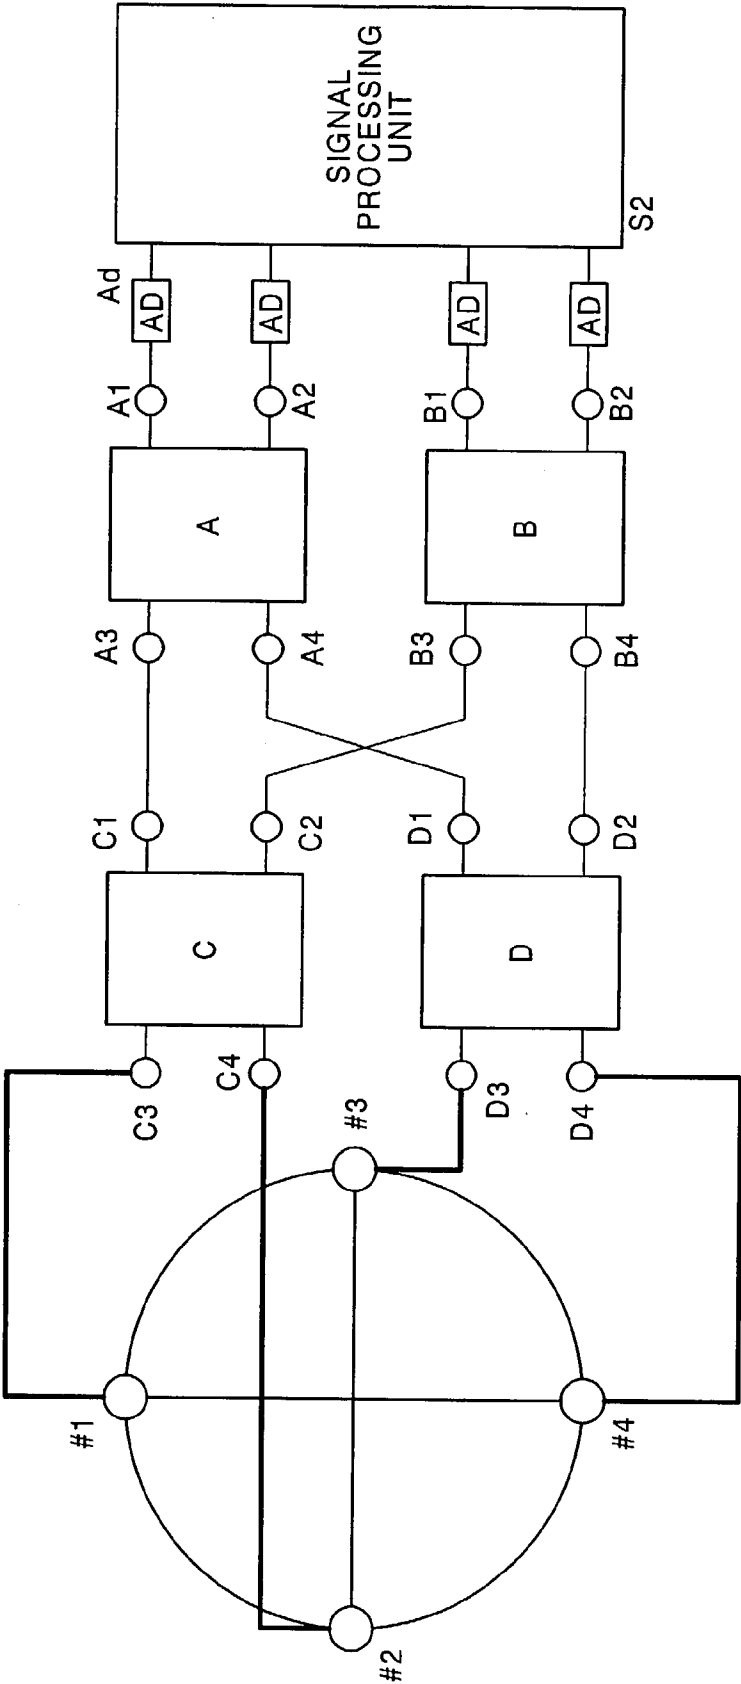 SIGNAL
PROCESSING
UNIT
S2
Ad
AD
AD
AD
AD
A1
A2
B1
B2
A
B
A3
A4
B3
B4
C1
C2
D1
D2
C
D
C3
C4
D3
D4
#3
#1
#4
#2